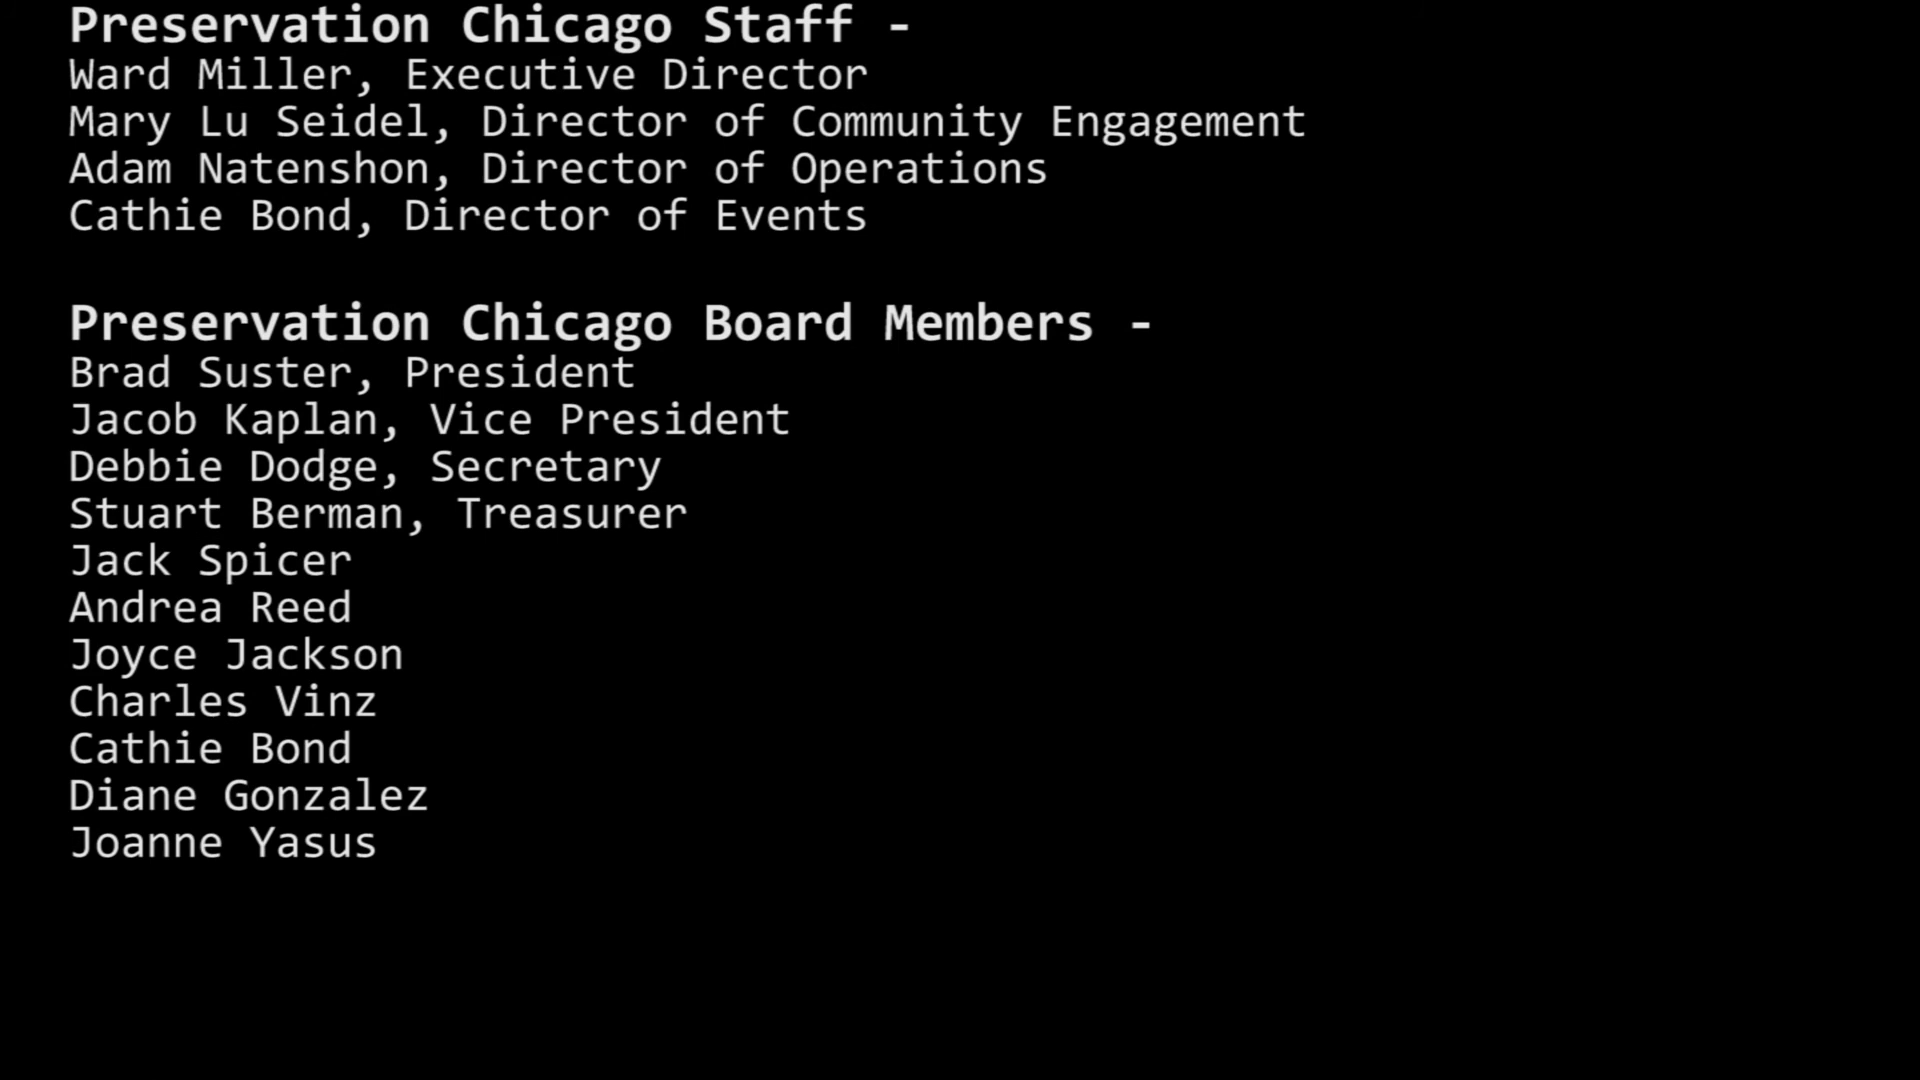 Preservation Chicago Staff -
Ward Miller, Executive Director
Mary Lu Seidel, Director of Community Engagement
Adam Natenshon, Director of Operations
Cathie Bond, Director of Events
Preservation Chicago Board Members -
Brad Suster, President
Jacob Kaplan, Vice President
Debbie Dodge, Secretary
Stuart Berman, Treasurer
Jack Spicer
Andrea Reed
Joyce Jackson
Charles Vinz
Cathie Bond
Diane Gonzalez
Joanne Yasus